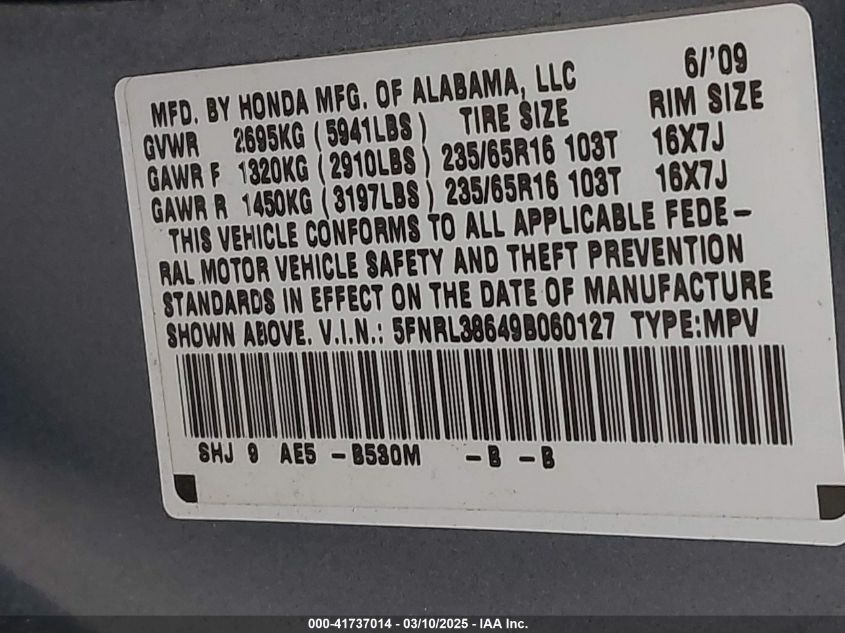 6/'09
MFD. BY HONDA MFG. OF ALABAMA, LLC
GVWR 2695KG (5941LBS) TIRE SIZE RIM SIZE
GAWR F 1320KG (2910LBS) 235/65R16 103T 16X7J
GAWR R 1450KG (3197LBS) 235/65R16 103T 16X7J
THIS VEHICLE CONFORMS TO ALL APPLICABLE FEDE-
RAL MOTOR VEHICLE SAFETY AND THEFT PREVENTION
STANDARDS IN EFFECT ON THE DATE OF MANUFACTURE
SHOWN ABOVE. V.I.N.: 5FNRL38649B060127 TYPE:MPV
SHJ 9 AE5 -B530M -B -B
000-41737014 - 03/10/2025 - IAA Inc.